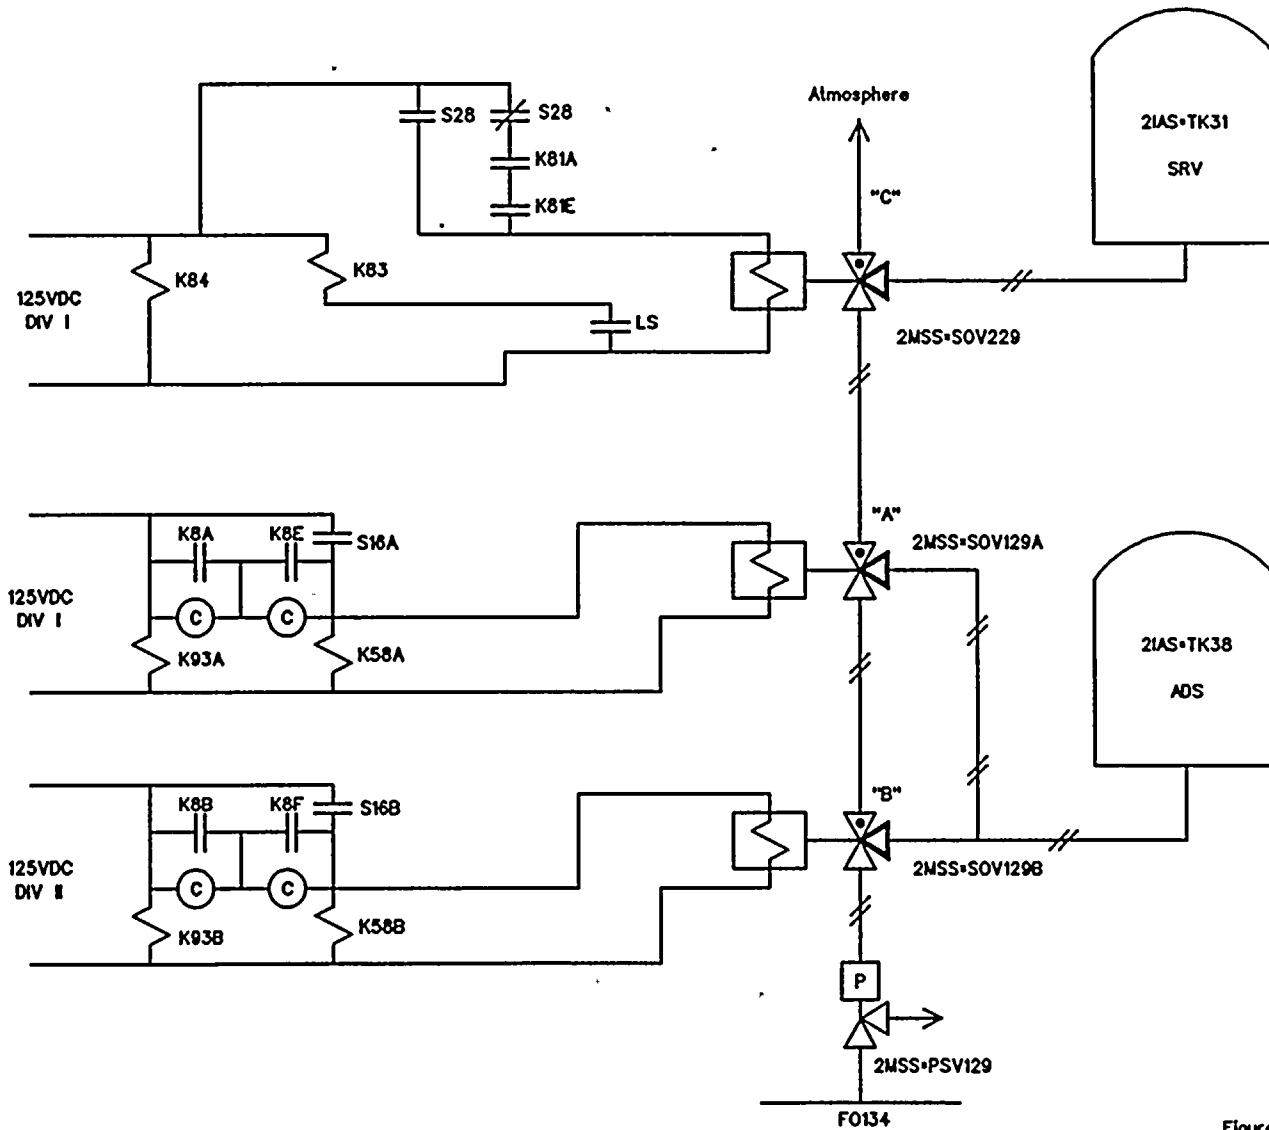 Atmosphere
2IAS*TK31
SRV
S28
S28
K81A
K81E
"C"
K84
K83
125VDC
DIV I
LS
2MSS*SOV229
"A"
K8A
K8E
S16A
2MSS*SOV129A
125VDC
DIV I
C
C
K93A
K58A
2IAS*TK38
ADS
K8B
K8F
S16B
"B"
125VDC
DIV II
C
C
2MSS*SOV129B
K93B
K58B
P
2MSS*PSV129
FO134
Figure